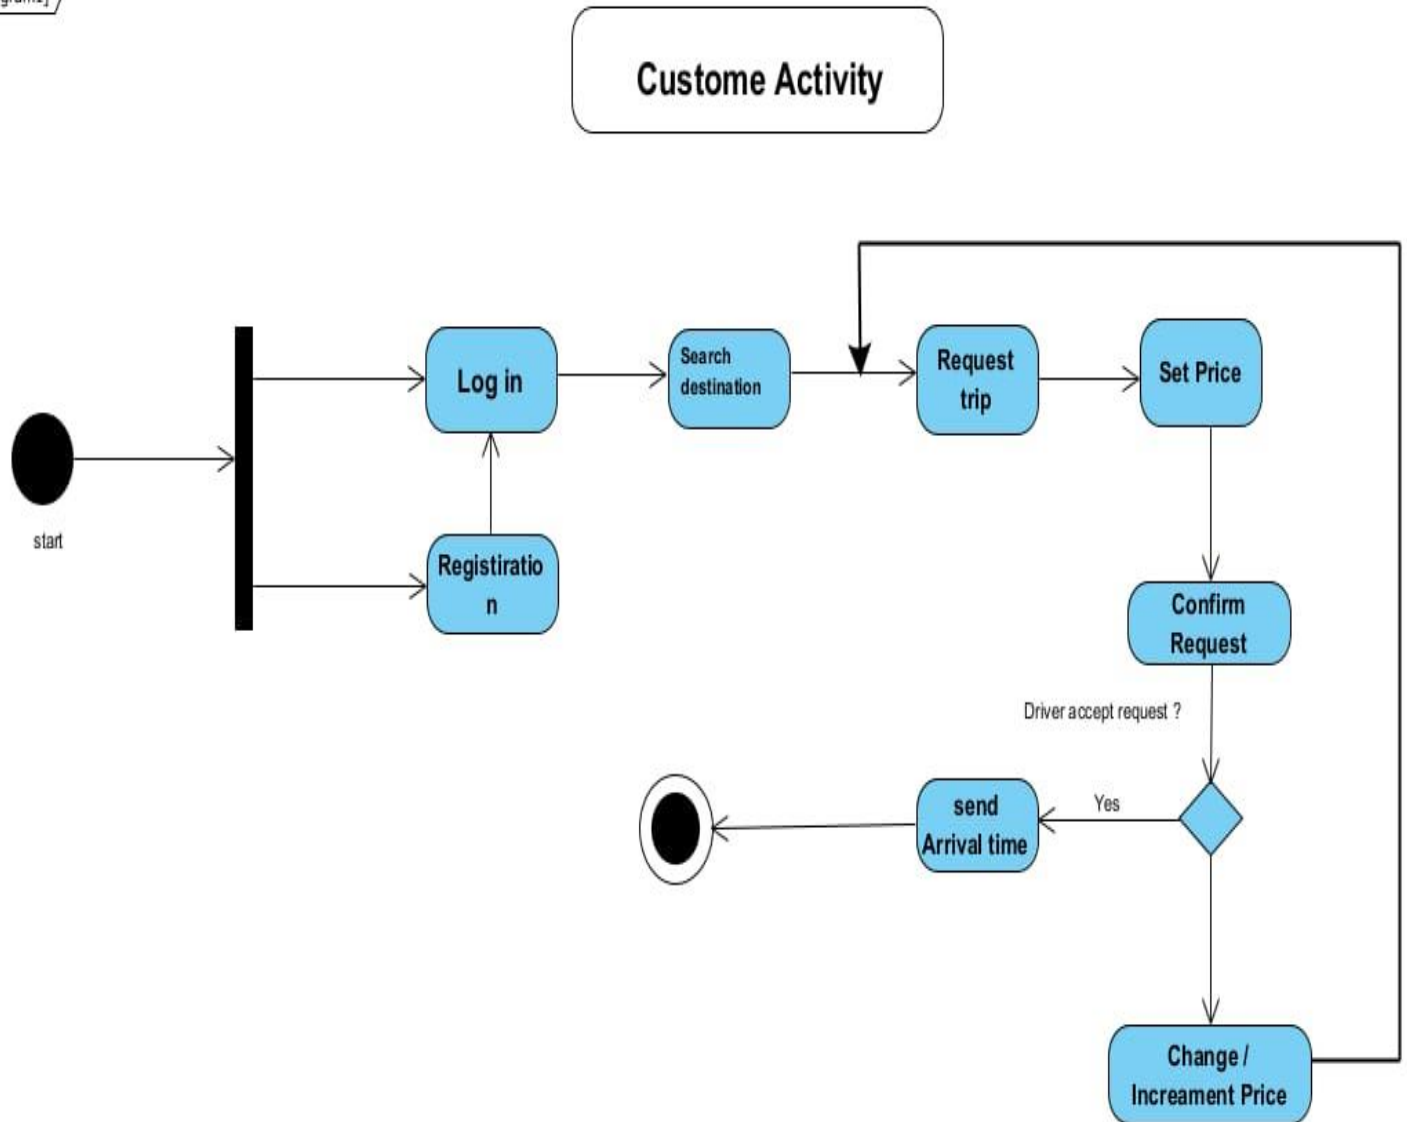 Custome Activity
Log in
Search
destination
Request
trip
Set Price
start
Registiratio
n
Confirm
Request
Driver accept request ?
send
Arrival time
Yes
Change /
Increament Price